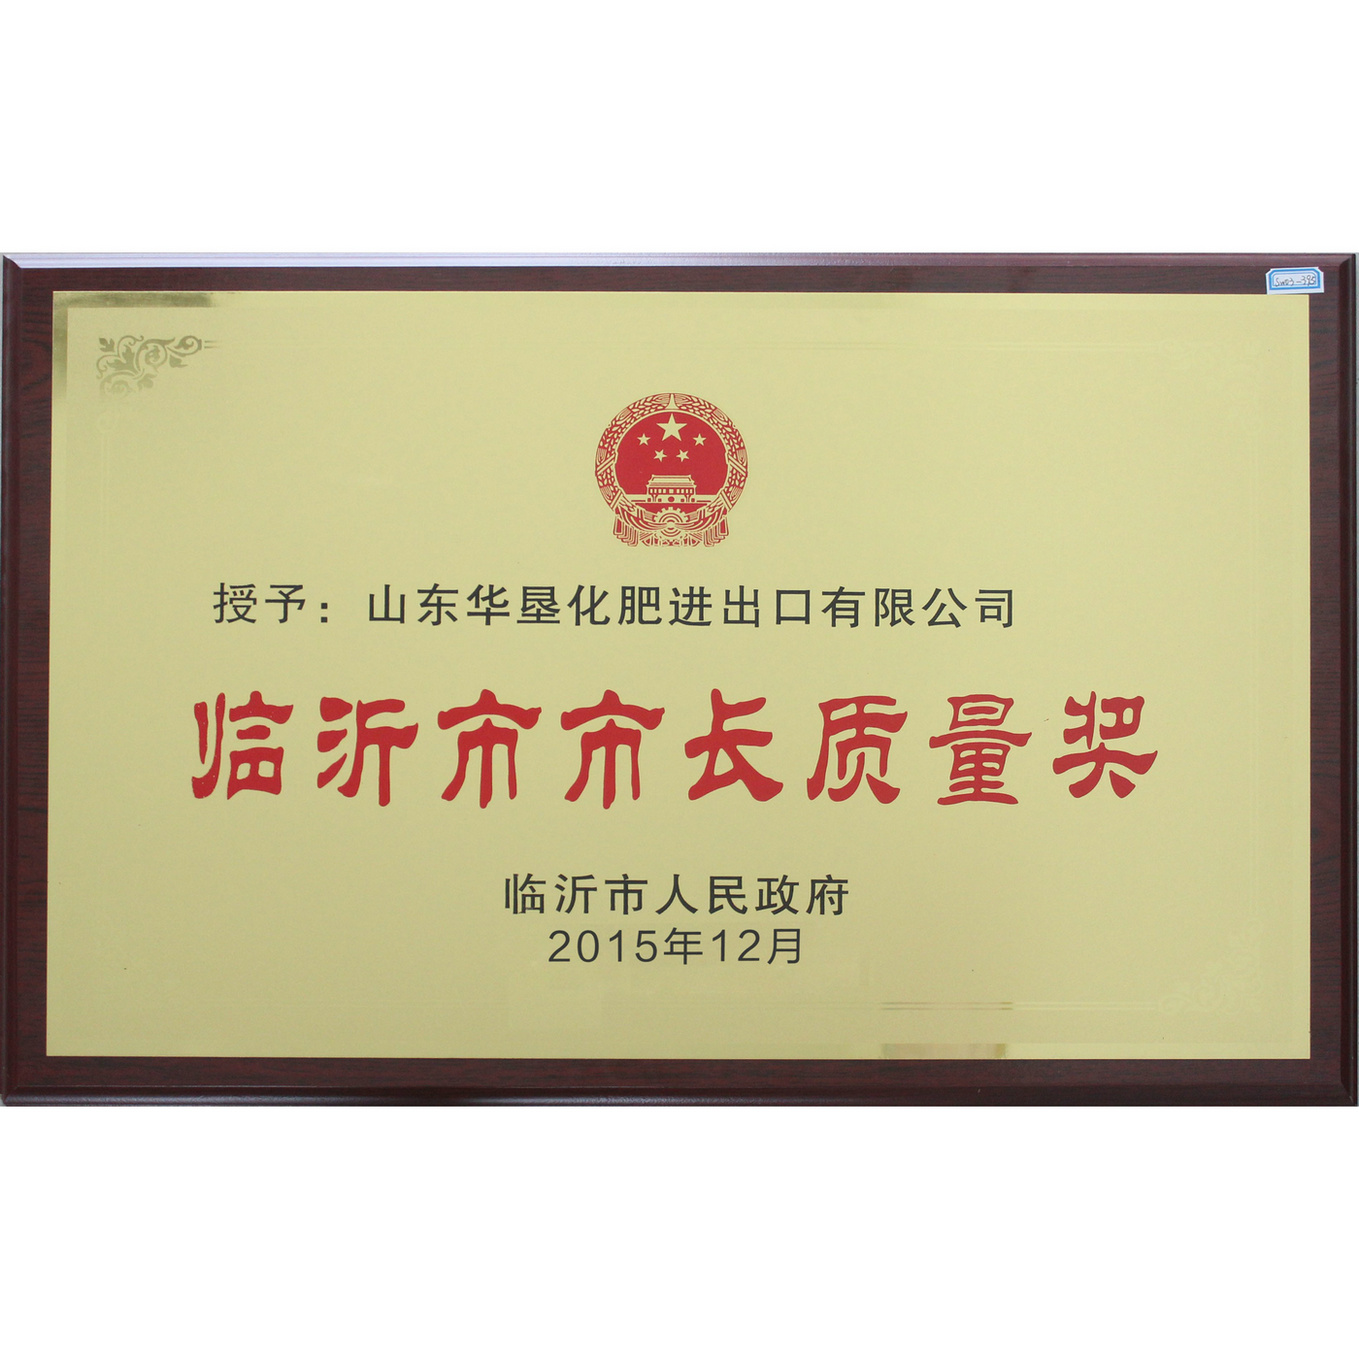 授予：山东华垦化肥进出口有限公司
临沂市市长质量奖
临沂市人民政府
2015年12月